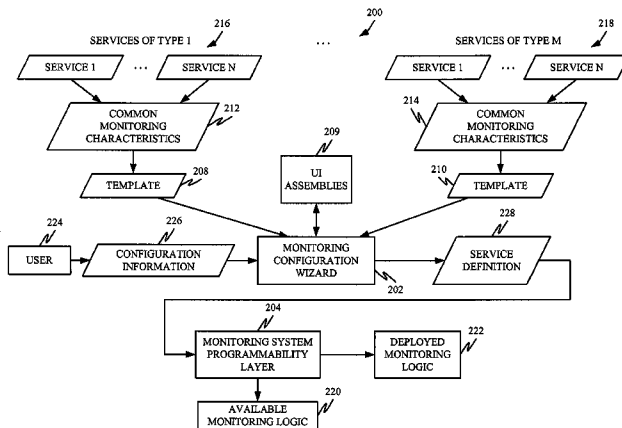 200
SERVICES OF TYPE 1
216
...
SERVICES OF TYPE M
218
SERVICE 1
...
SERVICE N
SERVICE 1
...
SERVICE N
COMMON
MONITORING
CHARACTERISTICS
212
214
COMMON
MONITORING
CHARACTERISTICS
209
TEMPLATE
208
UI
ASSEMBLIES
210
TEMPLATE
224
226
228
USER
CONFIGURATION
INFORMATION
MONITORING
CONFIGURATION
WIZARD
202
SERVICE
DEFINITION
204
MONITORING SYSTEM
PROGRAMMABILITY
LAYER
222
DEPLOYED
MONITORING
LOGIC
220
AVAILABLE
MONITORING LOGIC